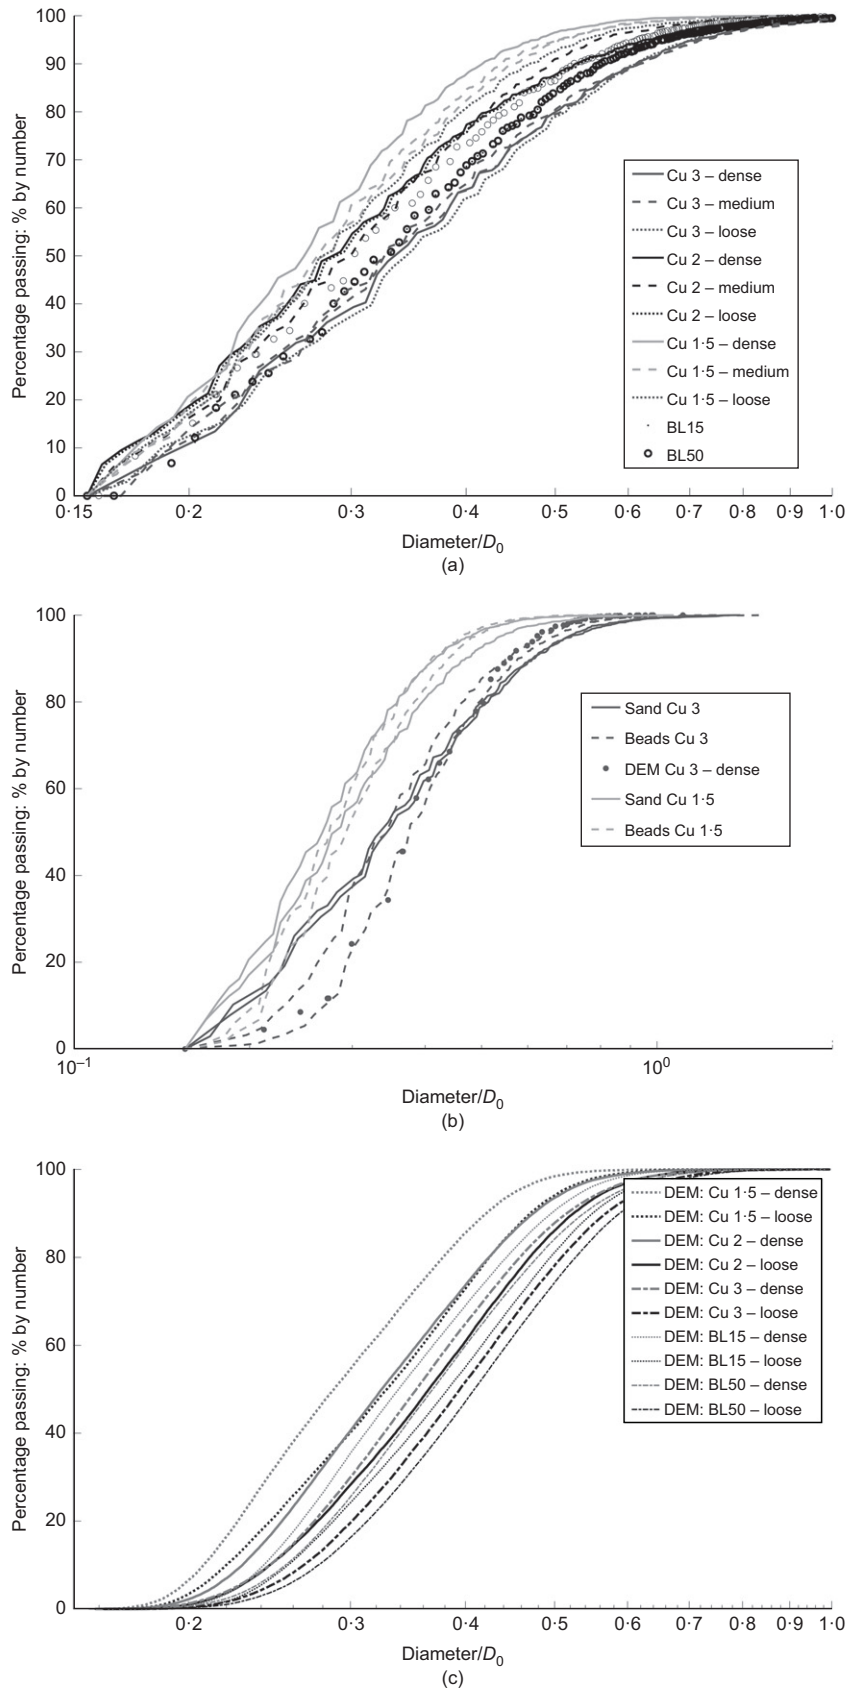 100
90
80
70
60
50
40
30
20
10
0
Percentage passing: % by number
Cu 3 – dense
Cu 3 – medium
Cu 3 – loose
Cu 2 – dense
Cu 2 – medium
Cu 2 – loose
Cu 1·5 – dense
Cu 1·5 – medium
Cu 1·5 – loose
BL15
BL50
0·15 0·2 0·3 0·4 0·5 0·6 0·7 0·8 0·9 1·0
Diameter/D₀
(a)
100
80
60
40
20
0
Percentage passing: % by number
Sand Cu 3
Beads Cu 3
DEM Cu 3 – dense
Sand Cu 1·5
Beads Cu 1·5
10⁻¹ 10⁰
Diameter/D₀
(b)
100
80
60
40
20
0
Percentage passing: % by number
DEM: Cu 1·5 – dense
DEM: Cu 1·5 – loose
DEM: Cu 2 – dense
DEM: Cu 2 – loose
DEM: Cu 3 – dense
DEM: Cu 3 – loose
DEM: BL15 – dense
DEM: BL15 – loose
DEM: BL50 – dense
DEM: BL50 – loose
0·2 0·3 0·4 0·5 0·6 0·7 0·8 0·9 1·0
Diameter/D₀
(c)